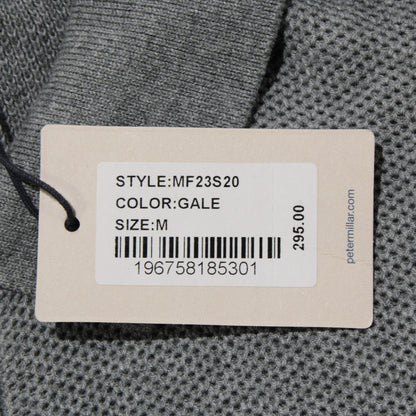 STYLE:MF23S20
COLOR:GALE
SIZE:M
196758185301
295.00
petermillar.com